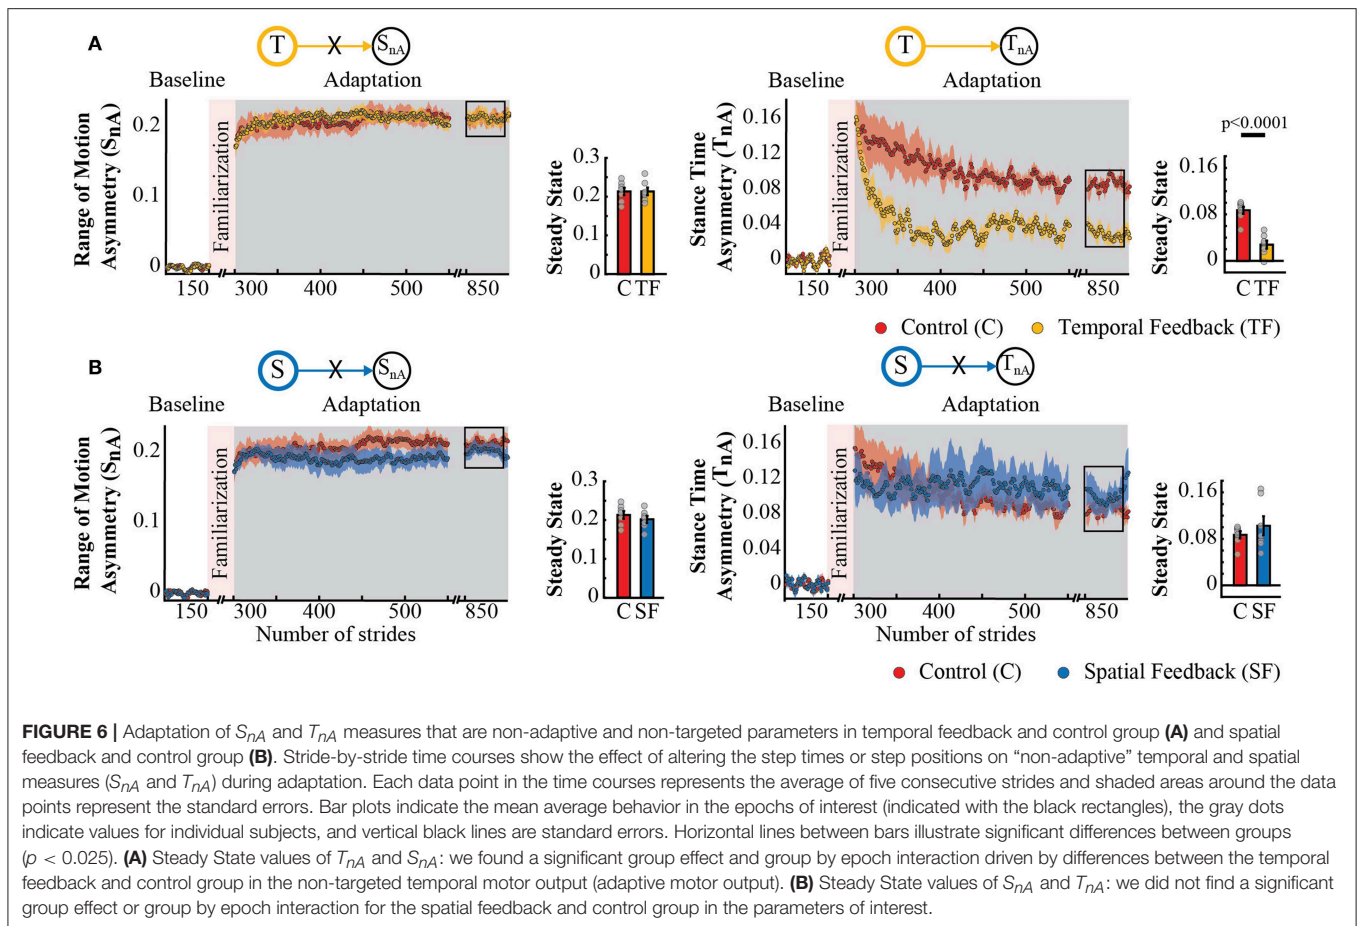 A
T X S_nA
T T_nA
Baseline Adaptation
Baseline Adaptation
Range of Motion
Asymmetry (S_nA)
0.2
0.1
0
Familiarization
150 300 400 500 850
Steady State
0.3
0.2
0.1
0
C TF
Stance Time
Asymmetry (T_nA)
0.16
0.12
0.08
0.04
0
Familiarization
150 300 400 500 850
p<0.0001
Steady State
0.16
0.08
0
C TF
Control (C) Temporal Feedback (TF)
B
S X S_nA
S X T_nA
Baseline Adaptation
Baseline Adaptation
Range of Motion
Asymmetry (S_nA)
0.2
0.1
0
Familiarization
150 300 400 500 850
Number of strides
Steady State
0.3
0.2
0.1
0
C SF
Stance Time
Asymmetry (T_nA)
0.16
0.12
0.08
0.04
0
Familiarization
150 300 400 500 850
Number of strides
Steady State
0.16
0.08
0
C SF
Control (C) Spatial Feedback (SF)
FIGURE 6 | Adaptation of S_nA and T_nA measures that are non-adaptive and non-targeted parameters in temporal feedback and control group (A) and spatial
feedback and control group (B). Stride-by-stride time courses show the effect of altering the step times or step positions on “non-adaptive” temporal and spatial
measures (S_nA and T_nA) during adaptation. Each data point in the time courses represents the average of five consecutive strides and shaded areas around the data
points represent the standard errors. Bar plots indicate the mean average behavior in the epochs of interest (indicated with the black rectangles), the gray dots
indicate values for individual subjects, and vertical black lines are standard errors. Horizontal lines between bars illustrate significant differences between groups
(p < 0.025). (A) Steady State values of T_nA and S_nA: we found a significant group effect and group by epoch interaction driven by differences between the temporal
feedback and control group in the non-targeted temporal motor output (adaptive motor output). (B) Steady State values of S_nA and T_nA: we did not find a significant
group effect or group by epoch interaction for the spatial feedback and control group in the parameters of interest.